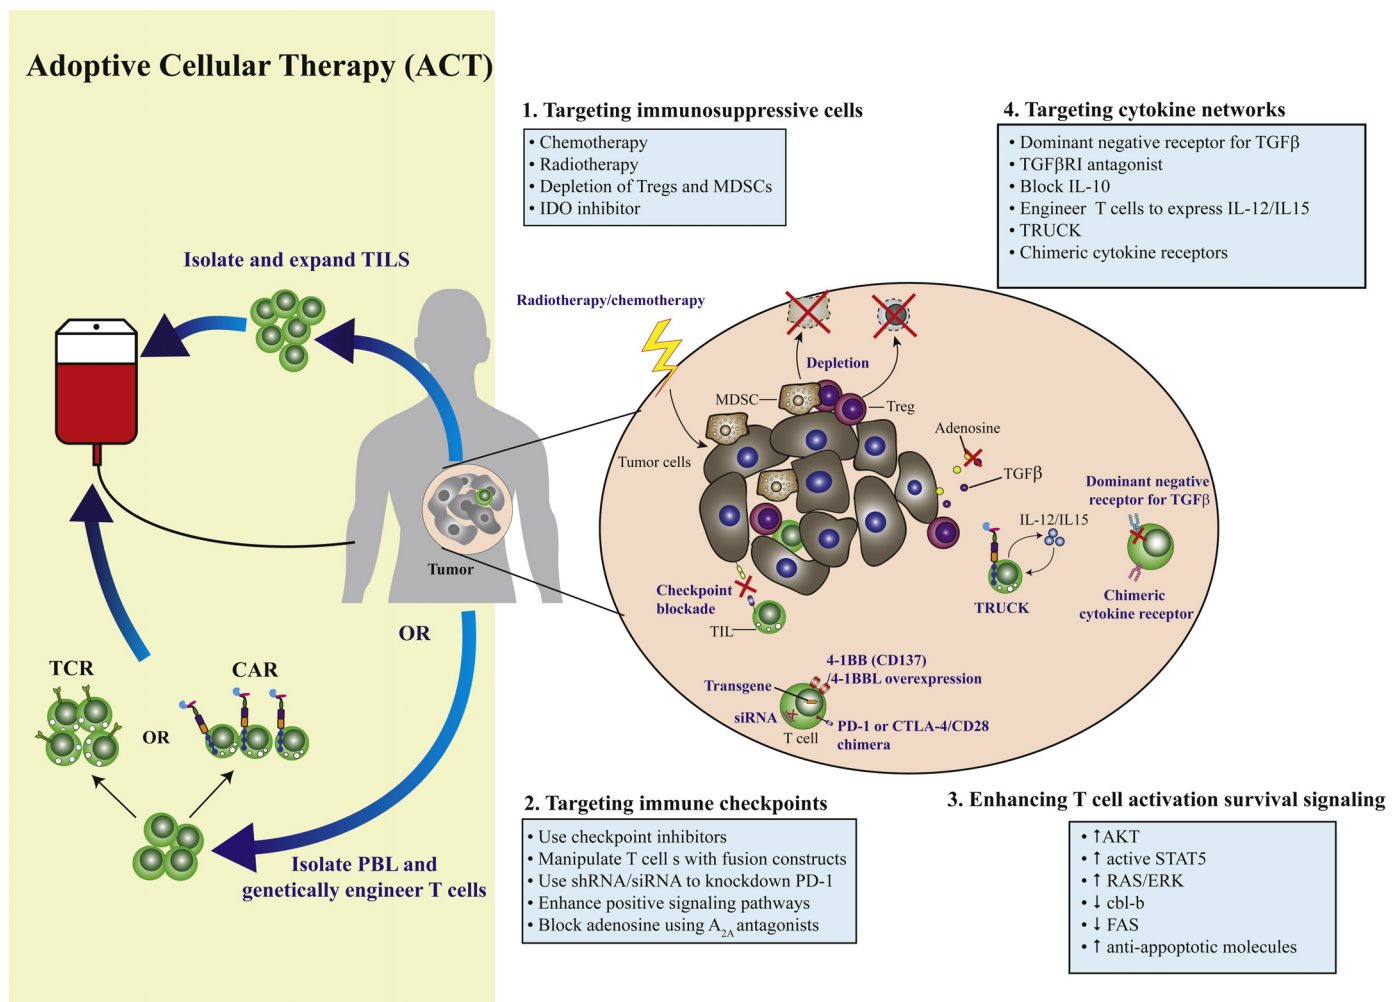 Adoptive Cellular Therapy (ACT)
Isolate and expand TILS
Tumor
OR
TCR
CAR
OR
Isolate PBL and
genetically engineer T cells
1. Targeting immunosuppressive cells
• Chemotherapy
• Radiotherapy
• Depletion of Tregs and MDSCs
• IDO inhibitor
4. Targeting cytokine networks
• Dominant negative receptor for TGFβ
• TGFβRI antagonist
• Block IL-10
• Engineer T cells to express IL-12/IL15
• TRUCK
• Chimeric cytokine receptors
Radiotherapy/chemotherapy
Depletion
MDSC
Treg
Tumor cells
Adenosine
TGFβ
Dominant negative
receptor for TGFβ
IL-12/IL15
TRUCK
Chimeric
cytokine receptor
Checkpoint
blockade
TIL
4-1BB (CD137)
/4-1BBL overexpression
Transgene
siRNA
T cell
PD-1 or CTLA-4/CD28
chimera
2. Targeting immune checkpoints
• Use checkpoint inhibitors
• Manipulate T cell s with fusion constructs
• Use shRNA/siRNA to knockdown PD-1
• Enhance positive signaling pathways
• Block adenosine using A2A antagonists
3. Enhancing T cell activation survival signaling
• ↑AKT
• ↑ active STAT5
• ↑ RAS/ERK
• ↓ cbl-b
• ↓ FAS
• ↑ anti-appoptotic molecules